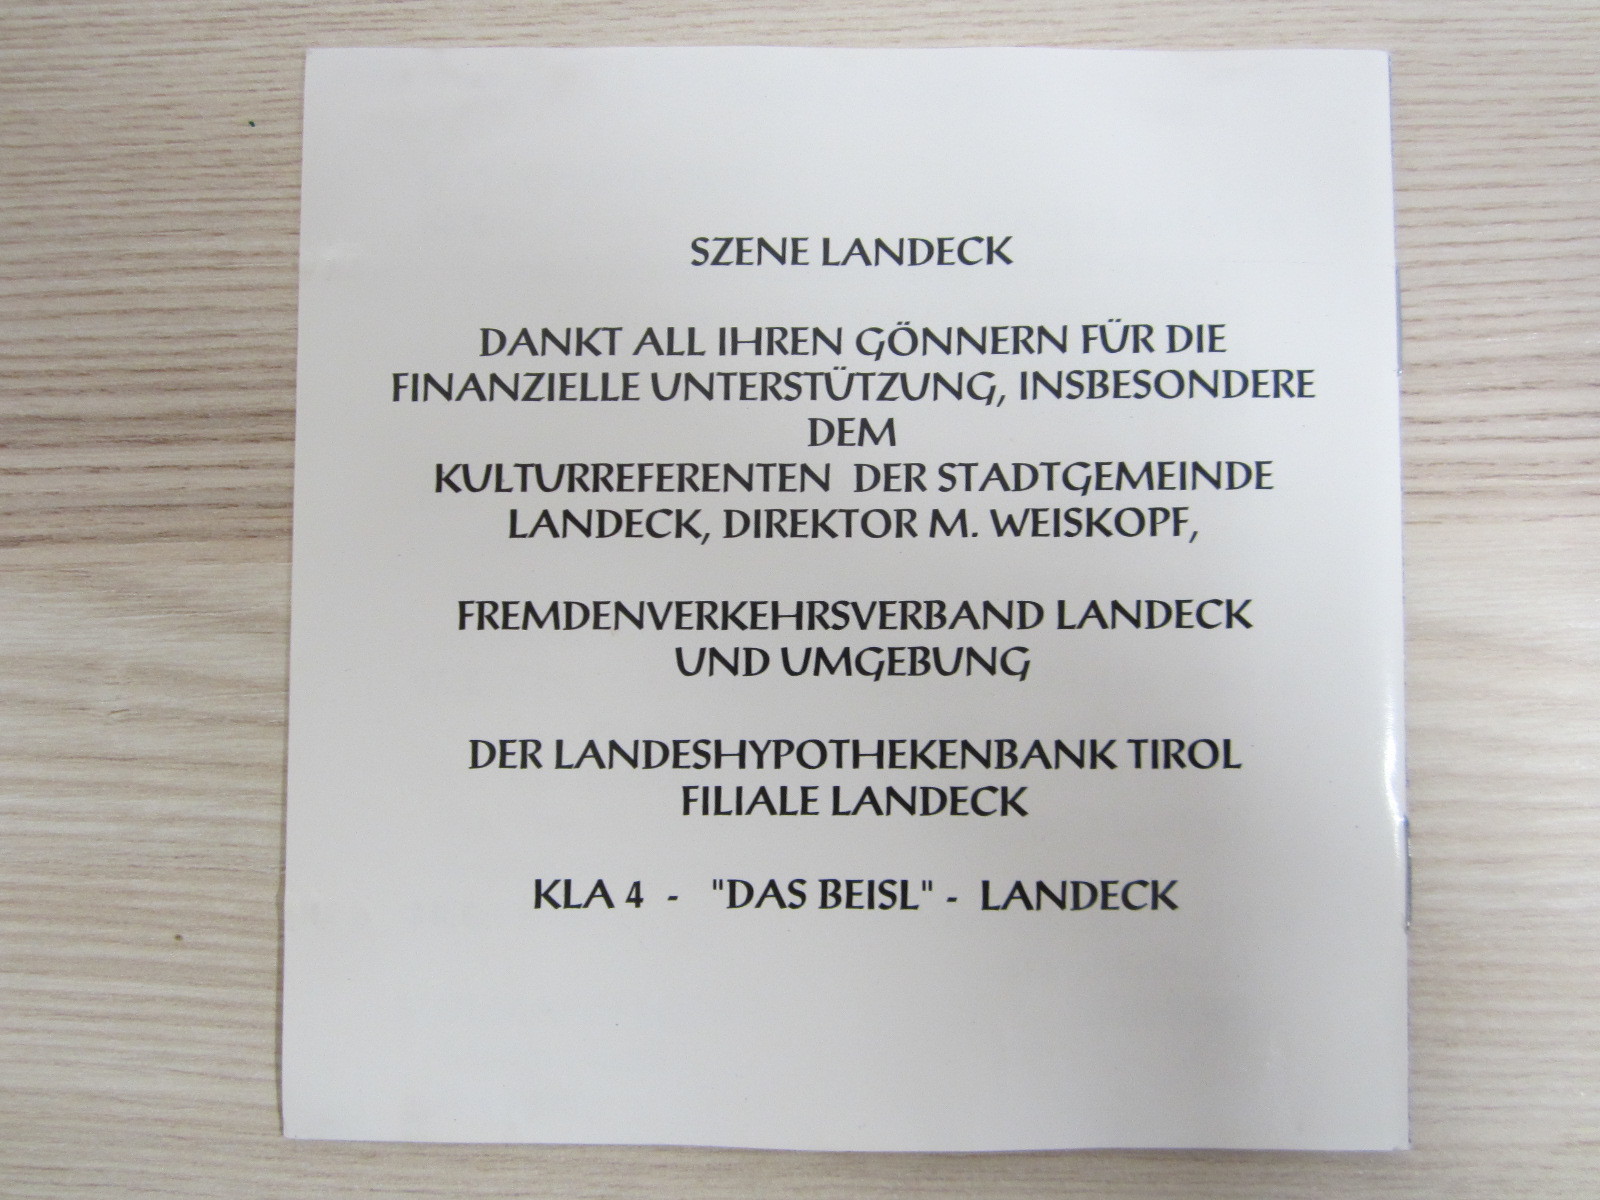 SZENE LANDECK
DANKT ALL IHREN GÖNNERN FÜR DIE
FINANZIELLE UNTERSTÜTZUNG, INSBESONDERE
DEM
KULTURREFERENTEN DER STADTGEMEINDE
LANDECK, DIREKTOR M. WEISKOPF,
FREMDENVERKEHRSVERBAND LANDECK
UND UMGEBUNG
DER LANDESHYPOTHEKENBANK TIROL
FILIALE LANDECK
KLA 4 - "DAS BEISL" - LANDECK